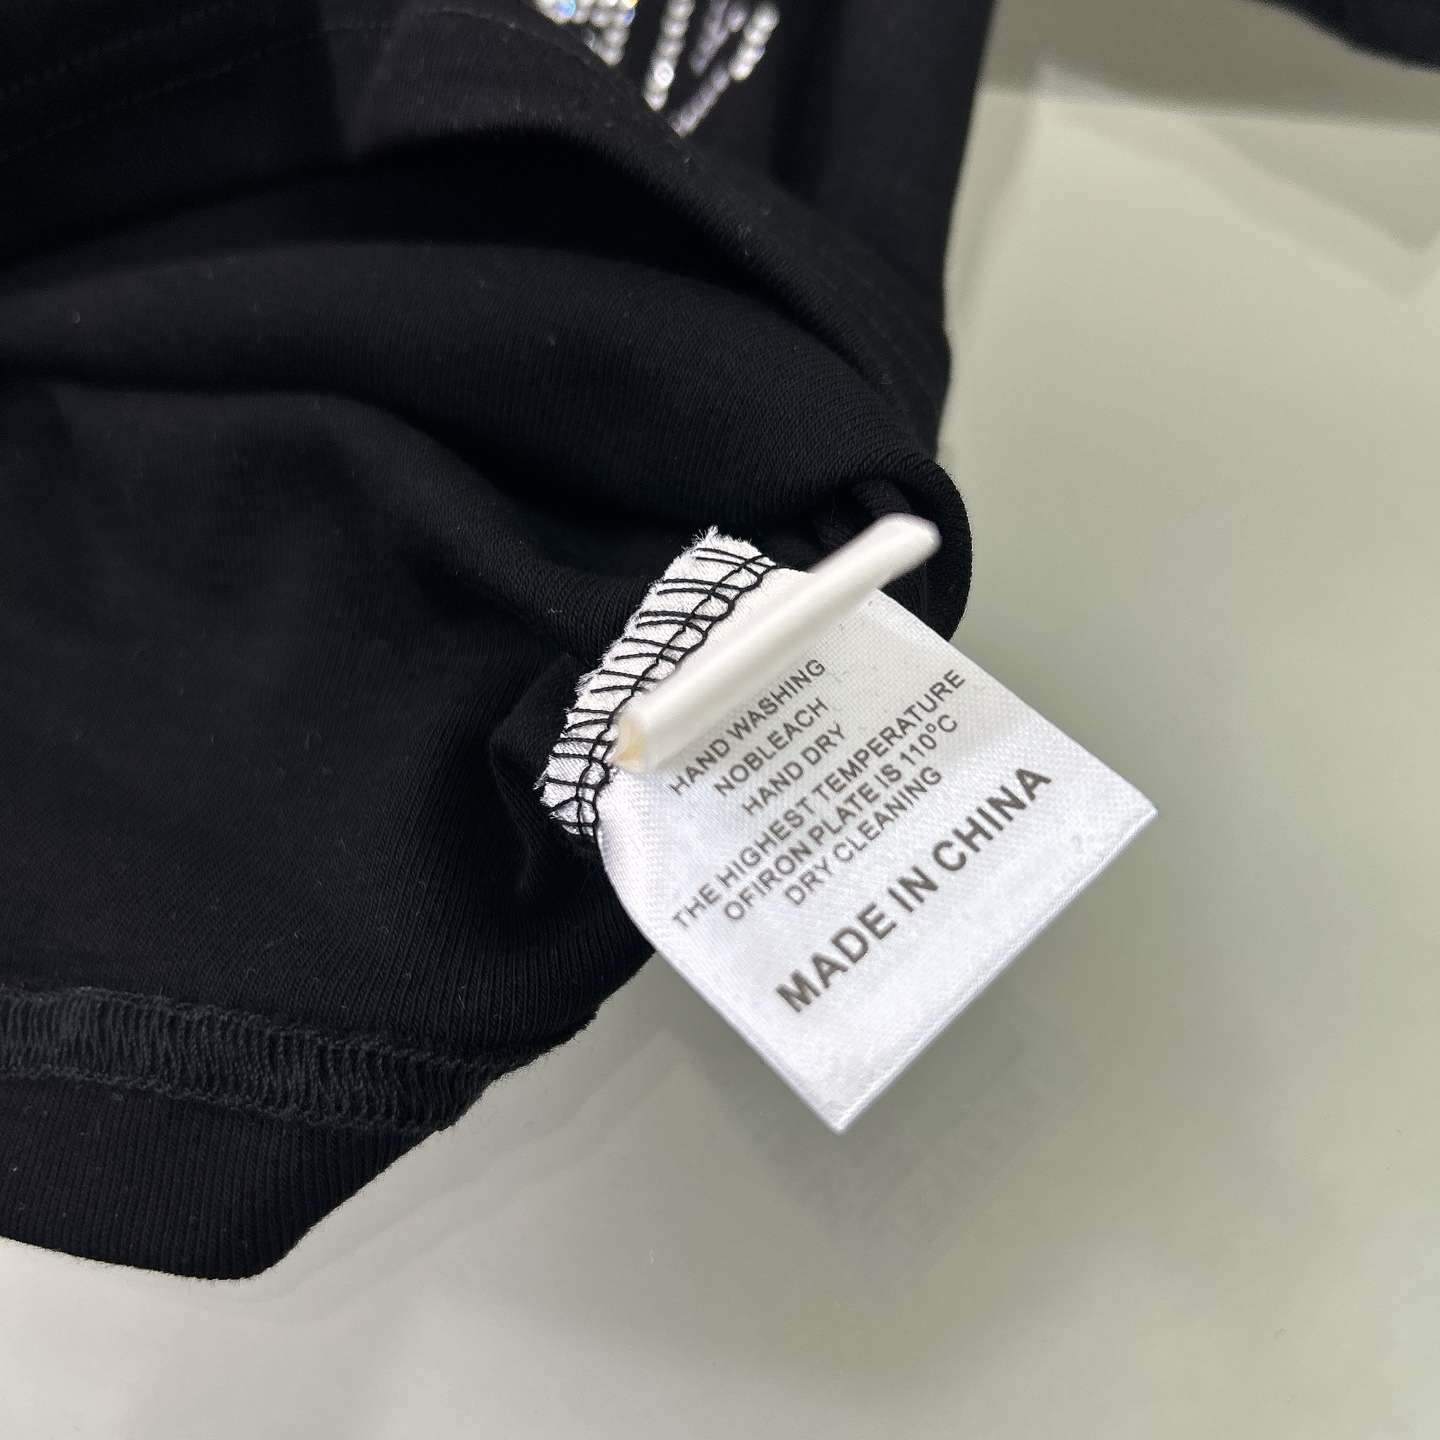 HAND WASHING
NOBLEACH
HAND DRY
THE HIGHEST TEMPERATURE
OFIRON PLATE IS 110°C
DRY CLEANING
MADE IN CHINA